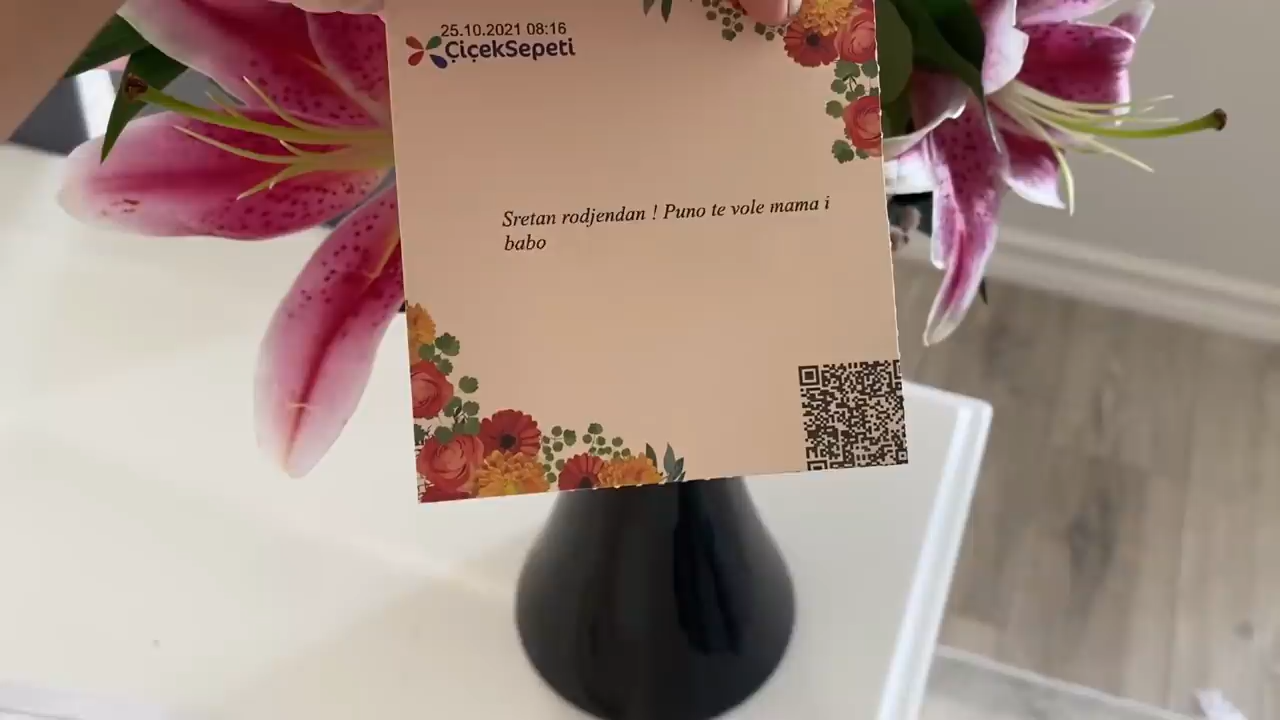 25.10.2021 08:16
ÇiçekSepeti
Sretan rodjendan ! Puno te vole mama i
babo